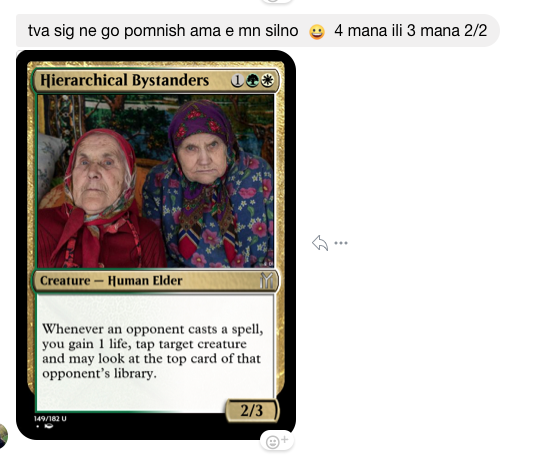 tva sig ne go pomnish ama e mn silno 😀 4 mana ili 3 mana 2/2
Hierarchical Bystanders 1
Creature — Human Elder
Whenever an opponent casts a spell,
you gain 1 life, tap target creature
and may look at the top card of that
opponent's library.
2/3
149/182 U